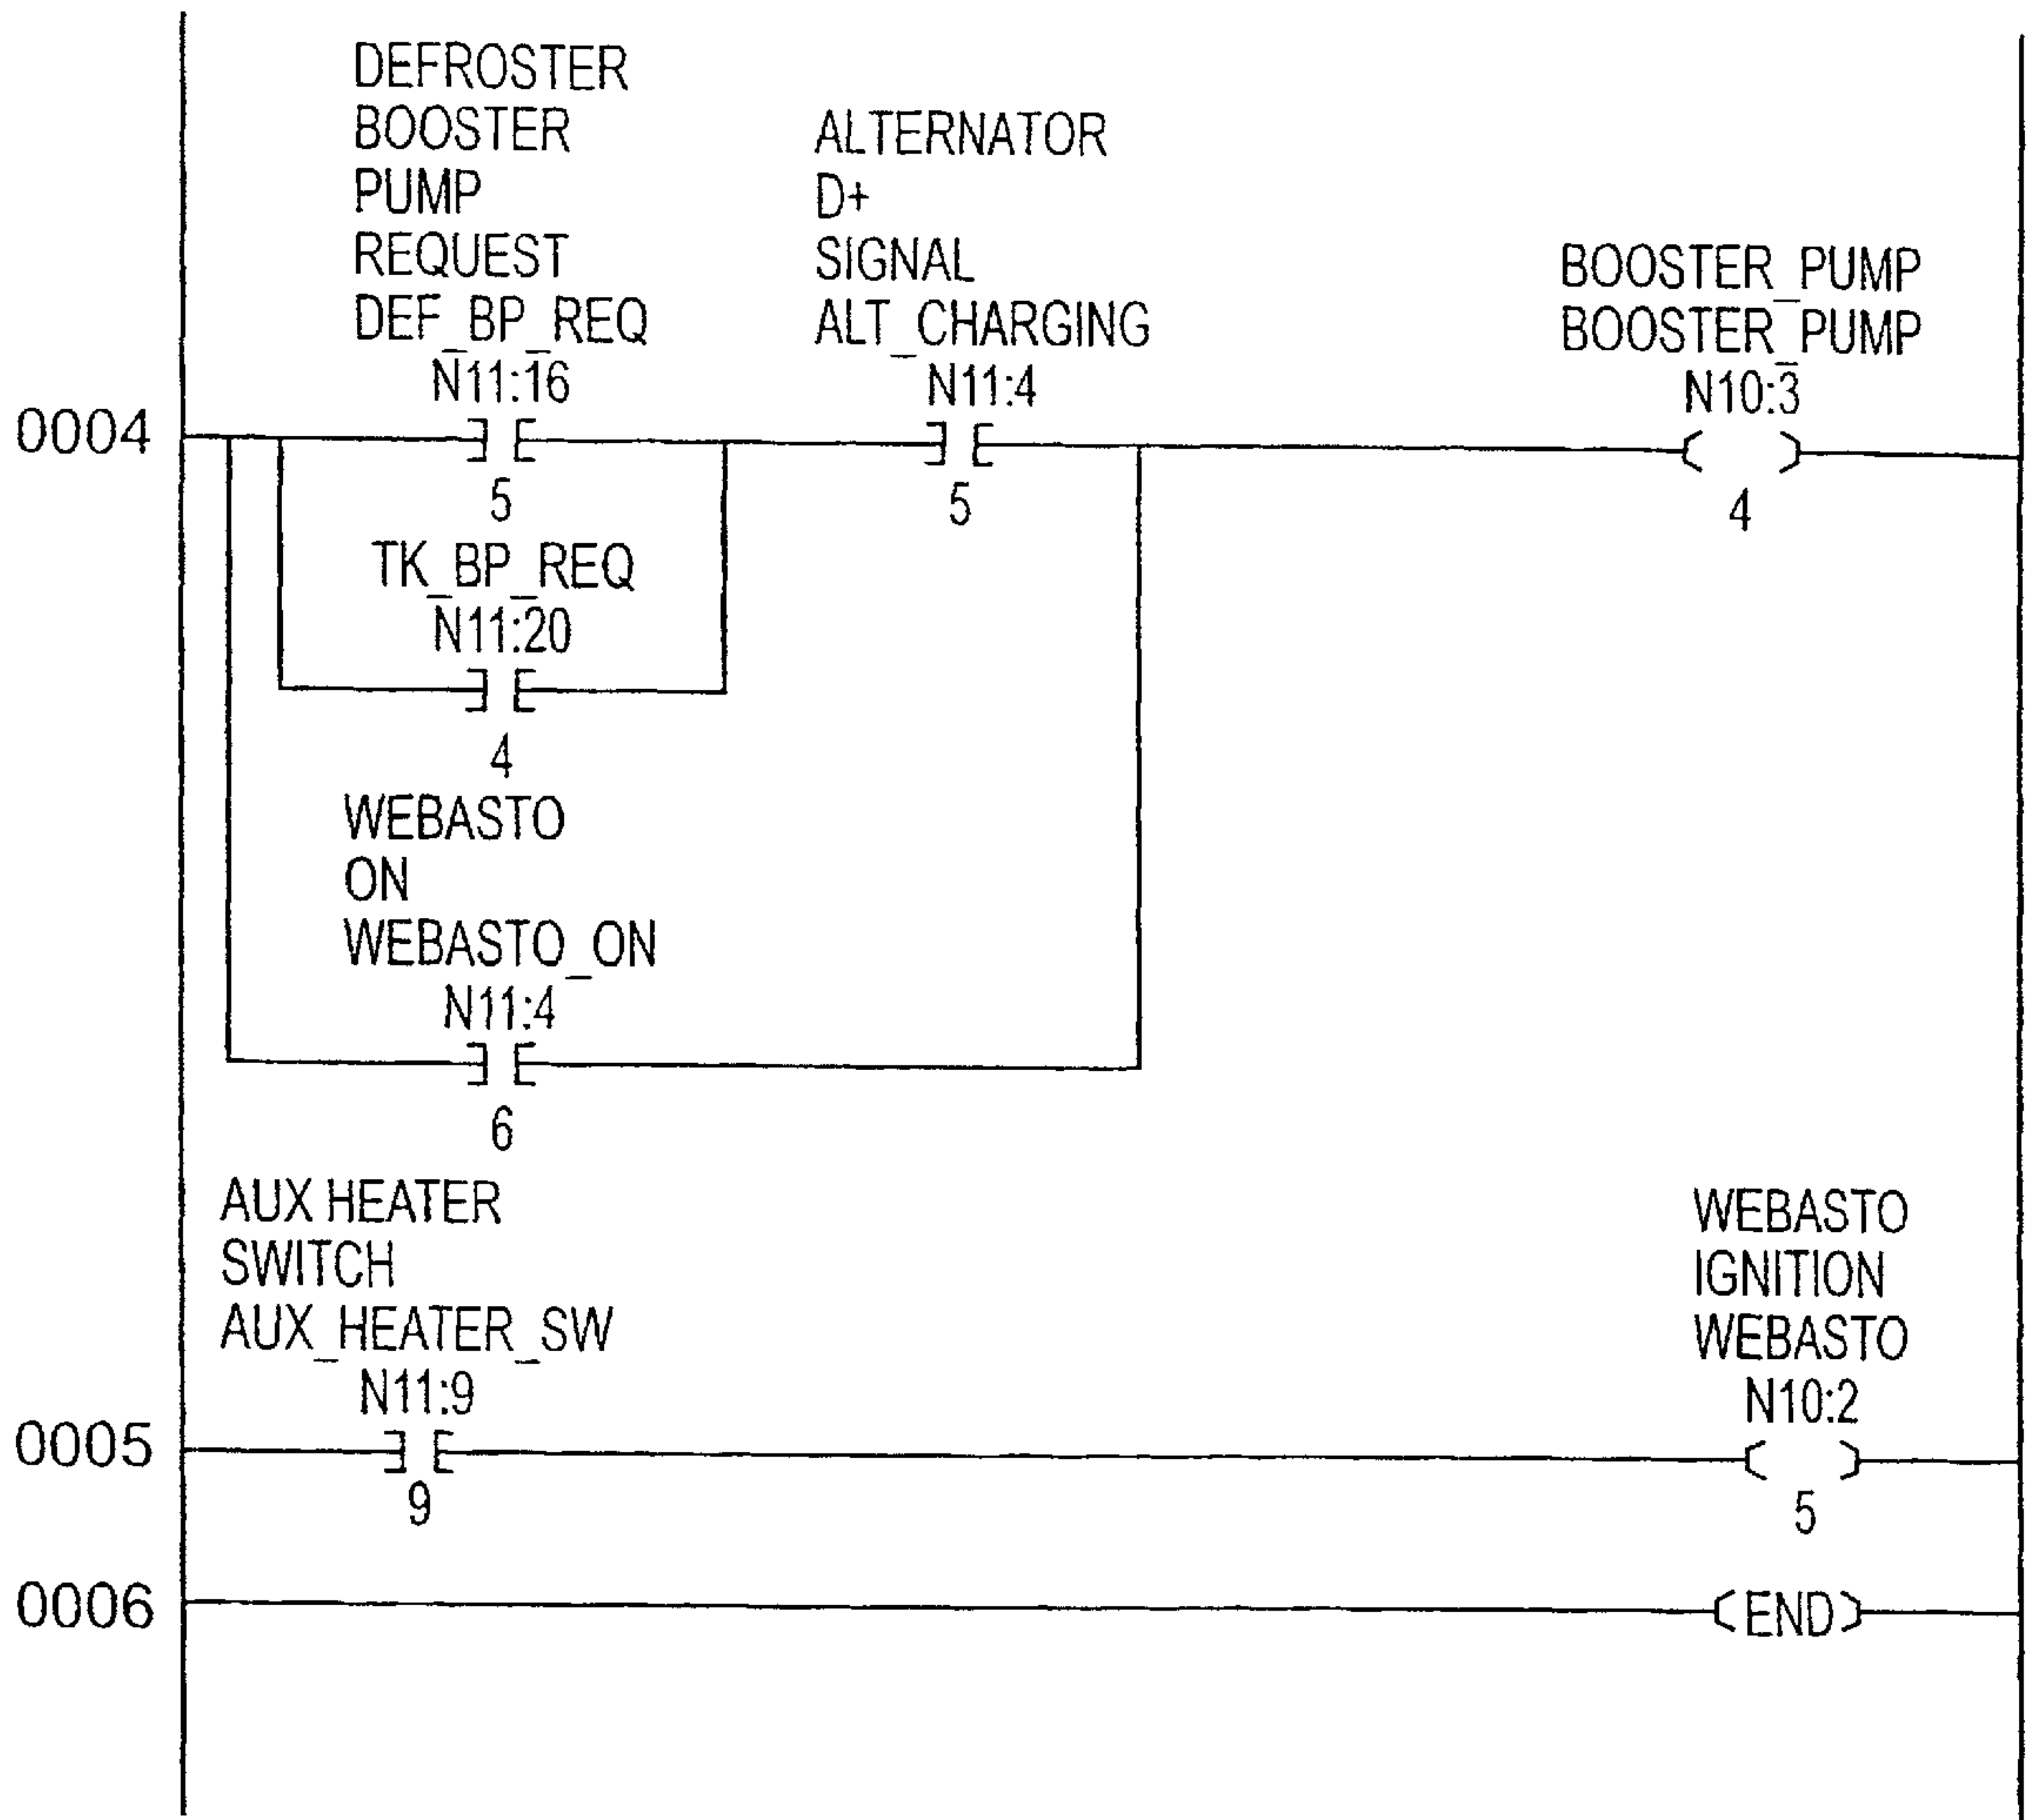 DEFROSTER
BOOSTER
PUMP
REQUEST
DEF_BP_REQ
N11:16
5
ALTERNATOR
D+
SIGNAL
ALT_CHARGING
N11:4
5
BOOSTER_PUMP
BOOSTER_PUMP
N10:3
4
0004
TK_BP_REQ
N11:20
4
WEBASTO
ON
WEBASTO_ON
N11:4
6
AUX HEATER
SWITCH
AUX_HEATER_SW
N11:9
9
WEBASTO
IGNITION
WEBASTO
N10:2
5
0005
0006
END